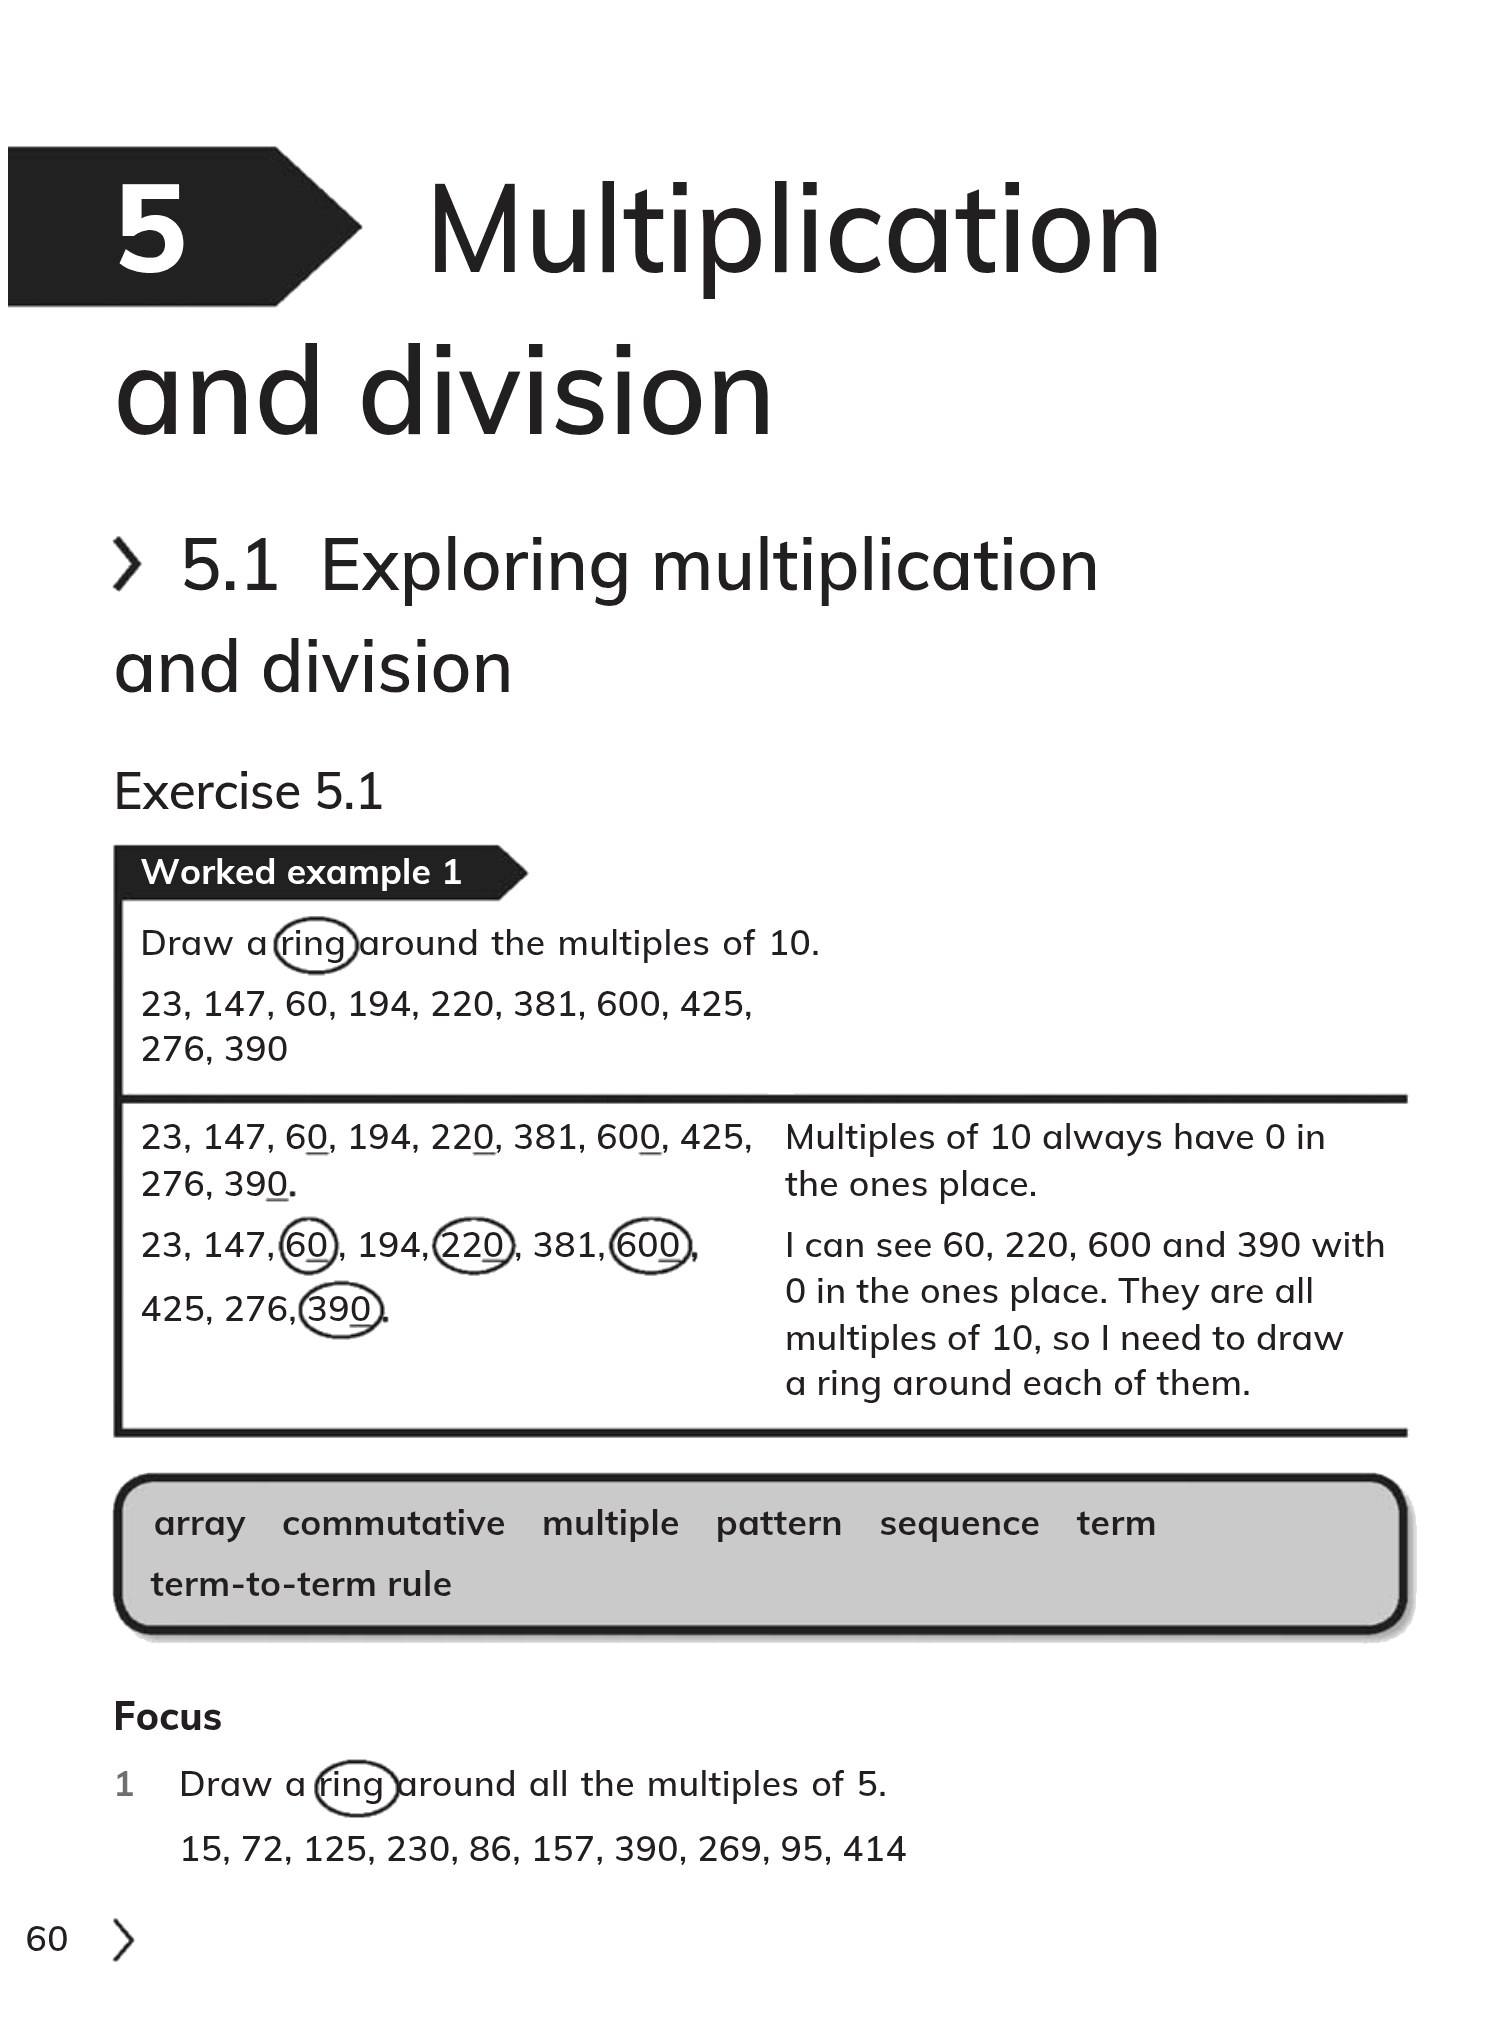 5 Multiplication
and division
5.1 Exploring multiplication
and division
Exercise 5.1
Worked example 1
Draw a ring around the multiples of 10.
23, 147, 60, 194, 220, 381, 600, 425,
276, 390
23, 147, 60, 194, 220, 381, 600, 425,
276, 390.
Multiples of 10 always have 0 in
the ones place.
23, 147, 60, 194, 220, 381, 600,
425, 276, 390.
I can see 60, 220, 600 and 390 with
0 in the ones place. They are all
multiples of 10, so I need to draw
a ring around each of them.
array commutative multiple pattern sequence term
term-to-term rule
Focus
1 Draw a ring around all the multiples of 5.
15, 72, 125, 230, 86, 157, 390, 269, 95, 414
60